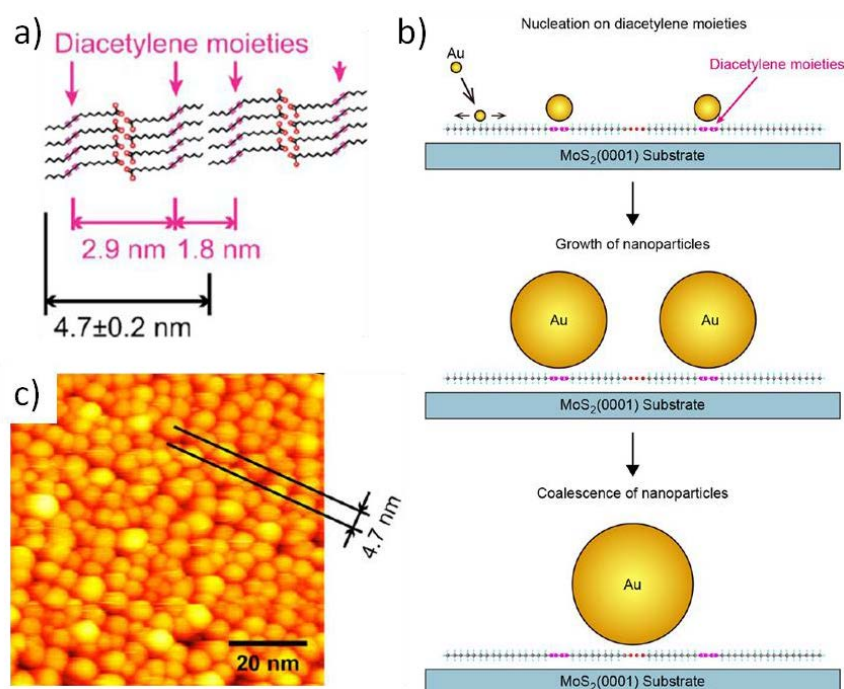 a)
Diacetylene moieties
2.9 nm
1.8 nm
4.7±0.2 nm
b)
Nucleation on diacetylene moieties
Au
Diacetylene moieties
MoS2(0001) Substrate
Growth of nanoparticles
Au
Au
MoS2(0001) Substrate
Coalescence of nanoparticles
Au
MoS2(0001) Substrate
c)
4.7 nm
20 nm